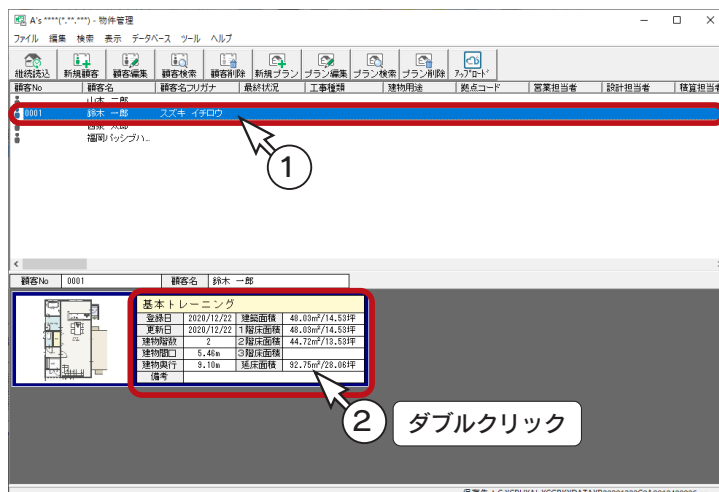 A's ****(*.**.***) - 物件管理
ファイル 編集 検索 表示 データベース ツール ヘルプ
継続読込 新規顧客 顧客編集 顧客検索 顧客削除 新規プラン プラン編集 プラン検索 プラン削除 アップロード
顧客No 顧客名 顧客名フリガナ 最終状況 工事種類 建物用途 拠点コード 営業担当者 設計担当者 積算担当者
山本 二郎
0001 鈴木 一郎 スズキ イチロウ
福岡パッシブハ...
1
顧客No 0001 顧客名 鈴木 一郎
基本トレーニング
登録日 2020/12/22 建築面積 48.03m²/14.53坪
更新日 2020/12/22 1階床面積 48.03m²/14.53坪
建物階数 2 2階床面積 44.72m²/13.53坪
建物間口 5.46m 3階床面積
建物奥行 9.10m 延床面積 92.75m²/28.06坪
備考
2 ダブルクリック